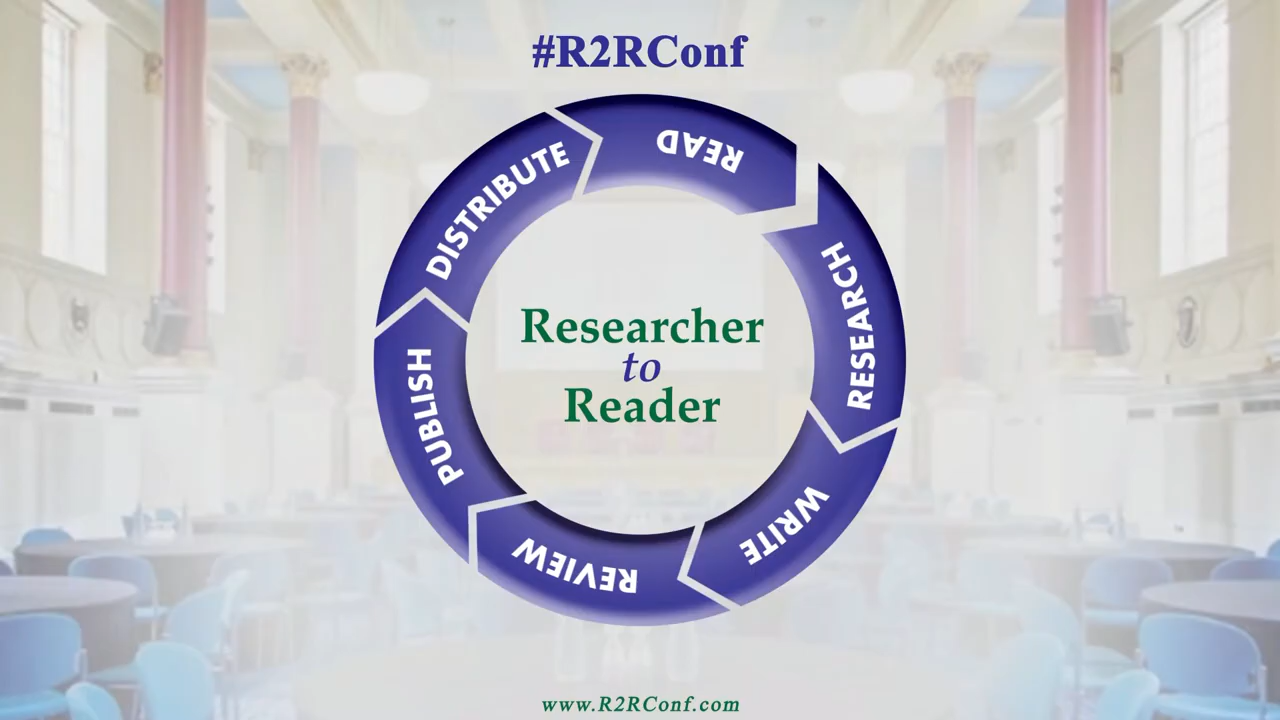 #R2RConf
READ
RESEARCH
WRITE
REVIEW
PUBLISH
DISTRIBUTE
Researcher
to
Reader
www.R2RConf.com